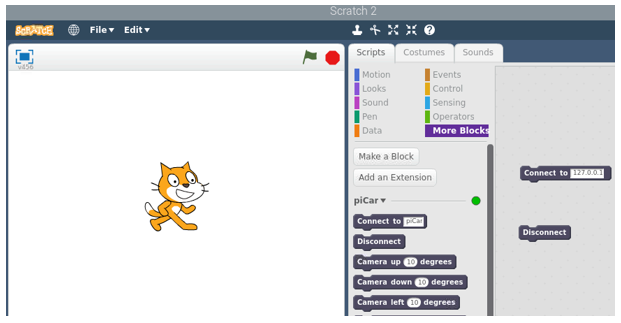 Scratch 2
SCRATCH File▼ Edit▼
v456
Scripts Costumes Sounds
Motion Events
Looks Control
Sound Sensing
Pen Operators
Data More Blocks
Make a Block
Add an Extension
piCar▼
Connect to piCar
Disconnect
Camera up 10 degrees
Camera down 10 degrees
Camera left 10 degrees
Connect to 127.0.0.1
Disconnect